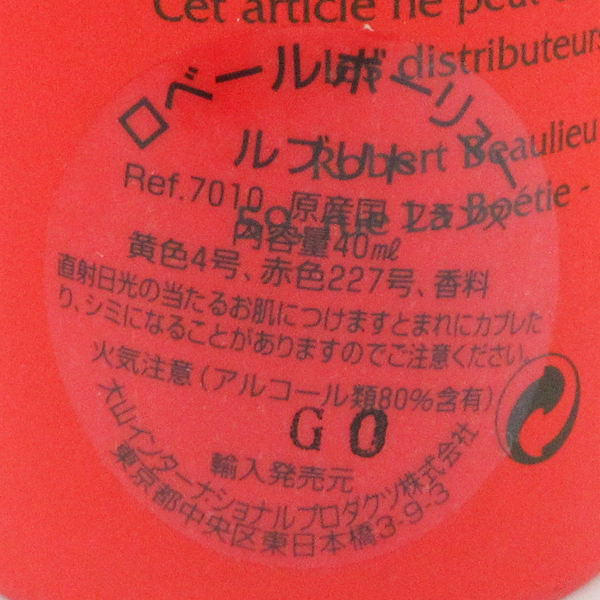 Cet article ne peut
distributeurs
Robert Beaulieu
La Boétie -
ロベールボーリュー
Ref.7010 原産国 フランス
内容量40㎖
黄色4号、赤色227号、香料
直射日光の当たるお肌につけますとまれにカブレた
り、シミになることがありますのでご注意ください。
火気注意(アルコール類80%含有)
G0
輸入発売元
大山インターナショナルプロダクツ株式会社
東京都中央区東日本橋3-9-3